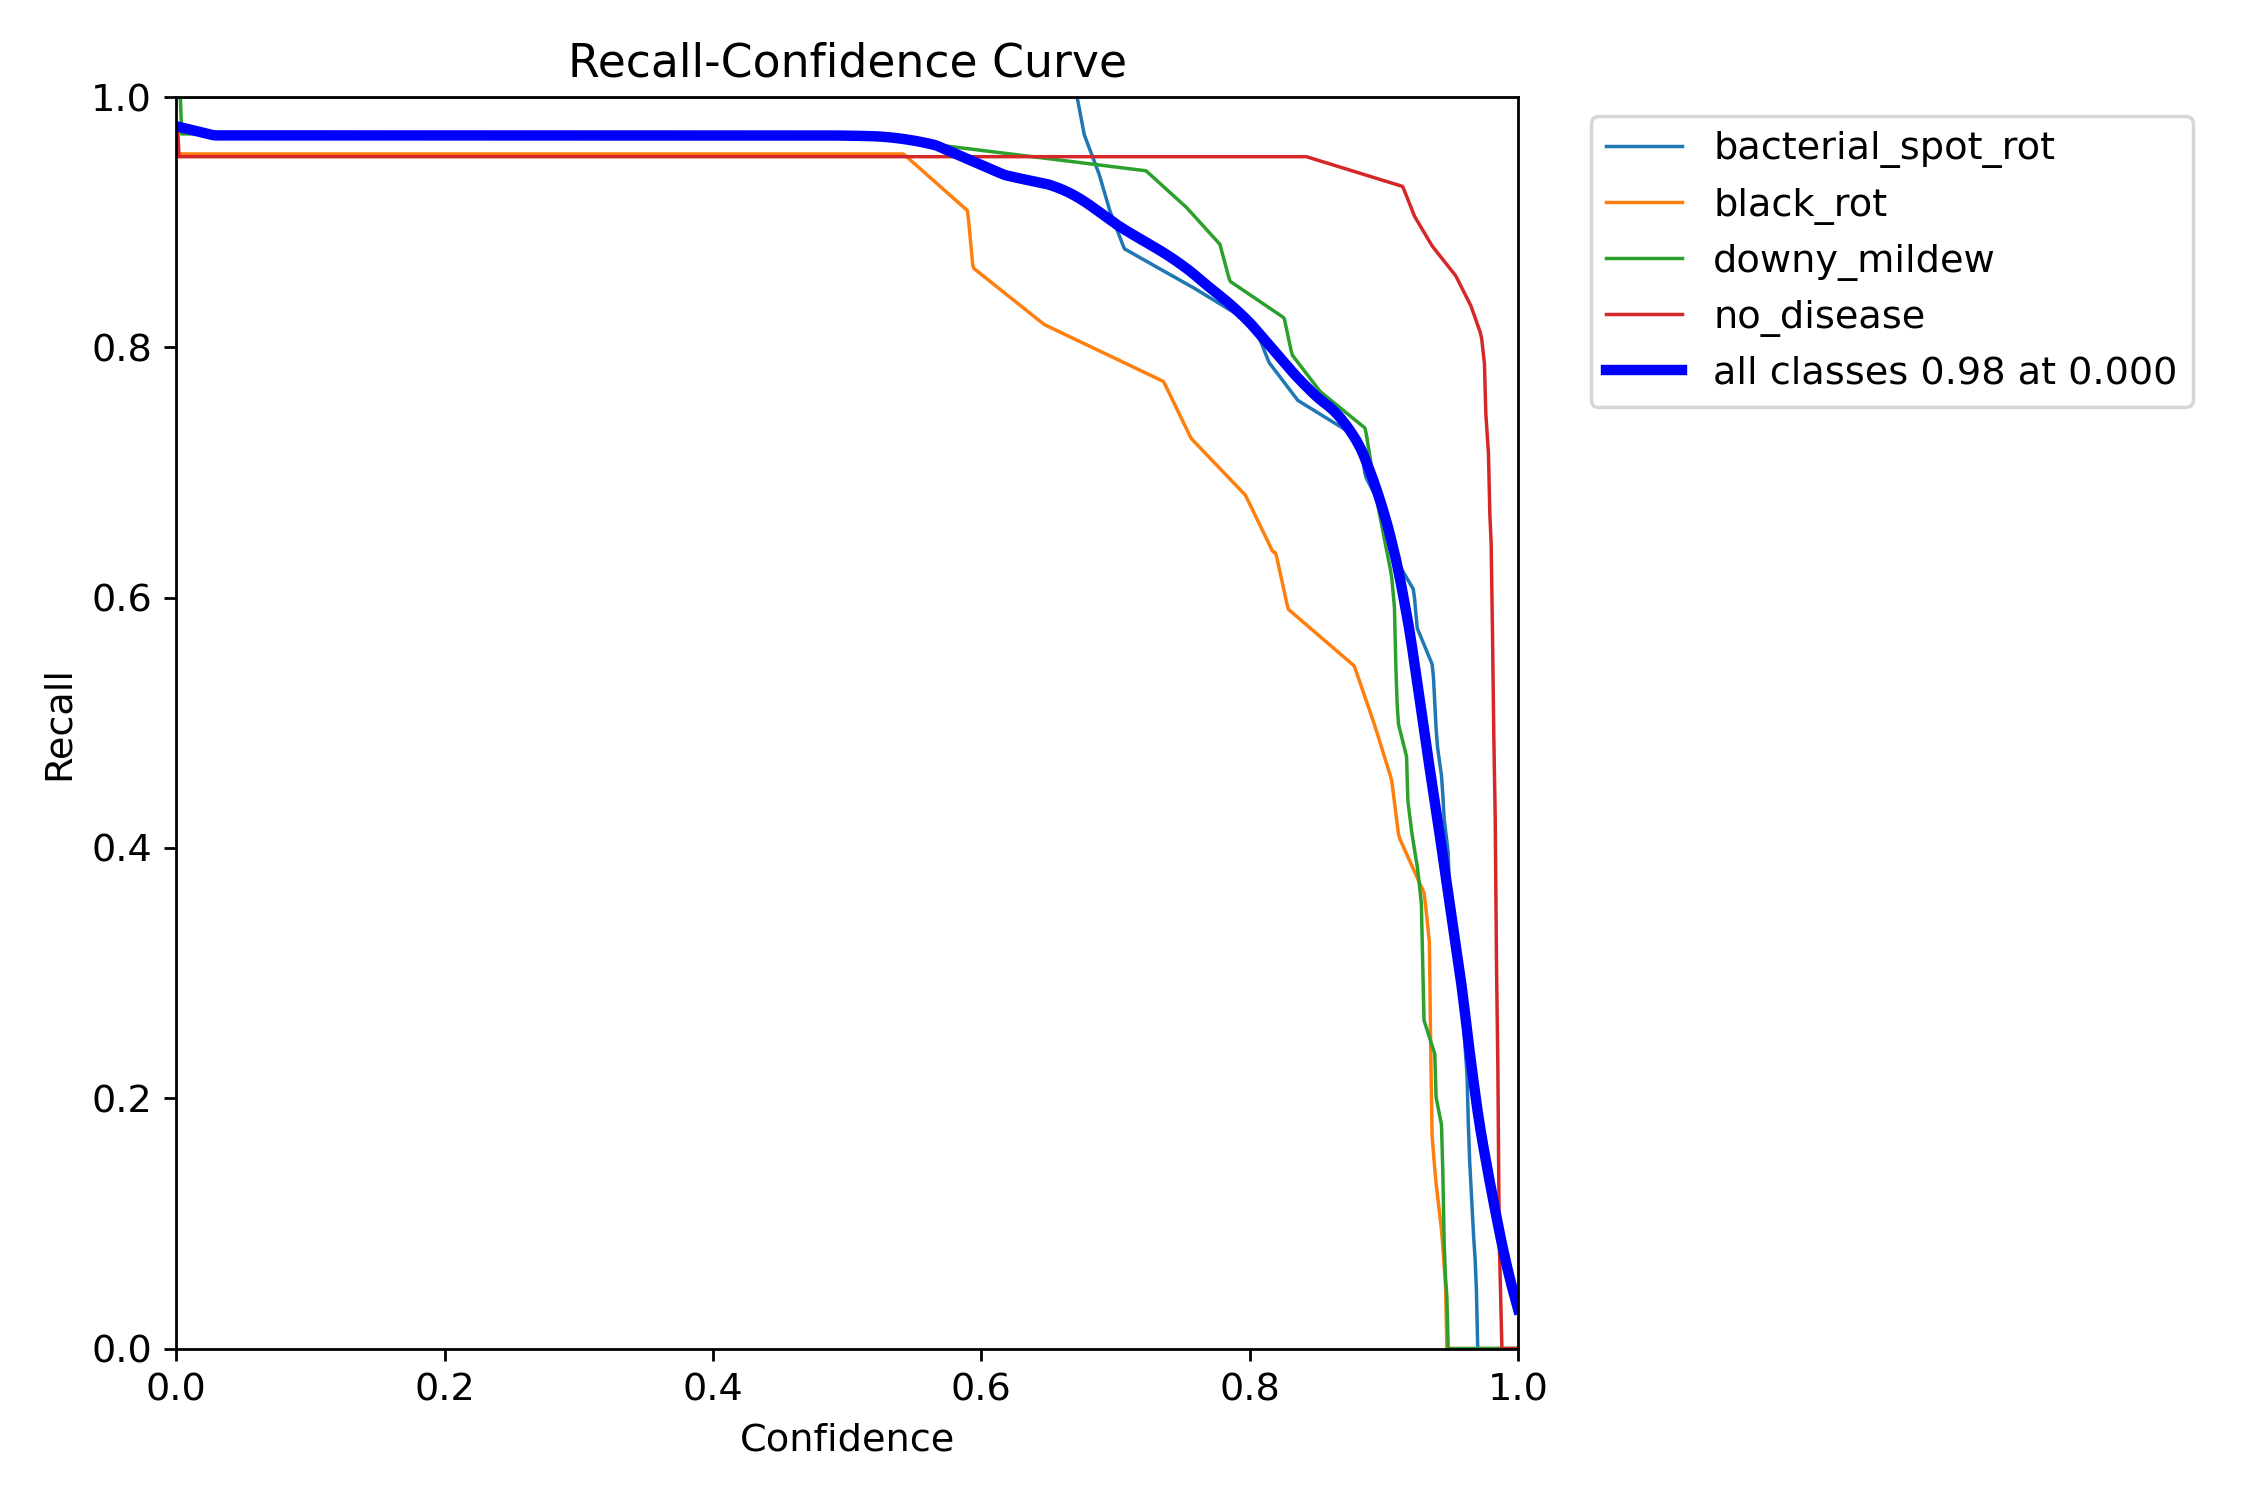 Recall-Confidence Curve
1.0
0.8
0.6
0.4
0.2
0.0
Recall
0.0 0.2 0.4 0.6 0.8 1.0
Confidence
bacterial_spot_rot
black_rot
downy_mildew
no_disease
all classes 0.98 at 0.000